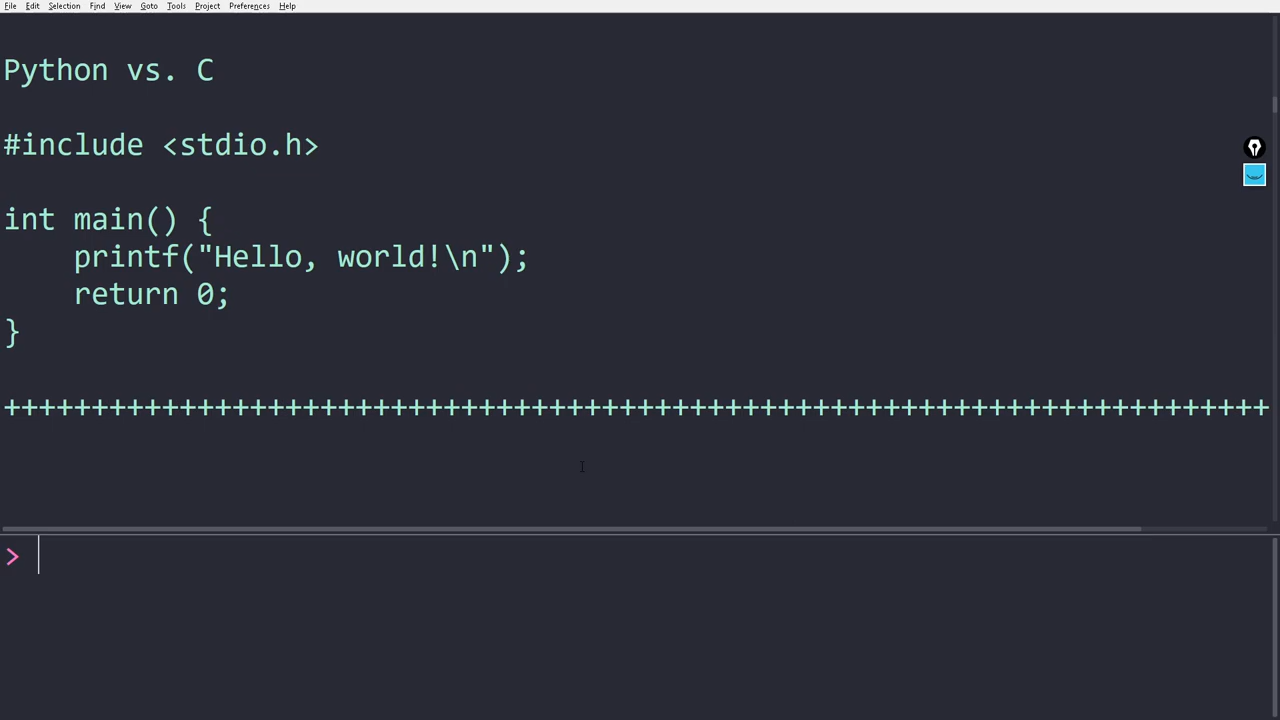 File Edit Selection Find View Goto Tools Project Preferences Help
Python vs. C
#include <stdio.h>
int main() {
    printf("Hello, world!\n");
    return 0;
}
++++++++++++++++++++++++++++++++++++++++++++++++++++++++++++++++++++++++
>